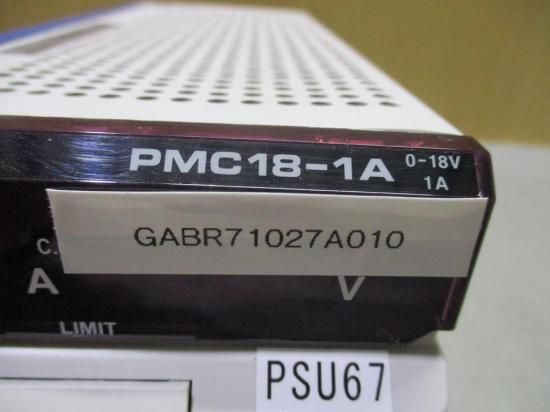 PMC18-1A 0-18V
1A
GABR71027A010
C.
A V
LIMIT
PSU67